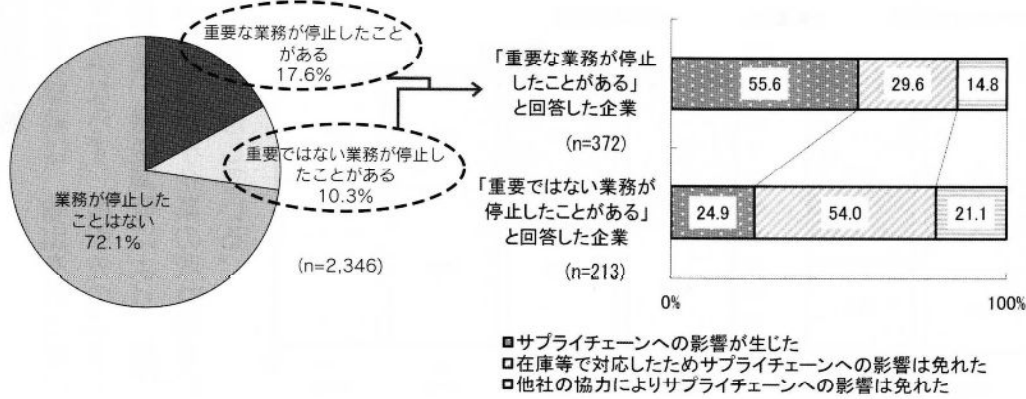 重要な業務が停止したこと
がある
17.6%
重要ではない業務が停止し
たことがある
10.3%
業務が停止した
ことはない
72.1%
(n=2,346)
「重要な業務が停止
したことがある」
と回答した企業
(n=372)
55.6
29.6
14.8
「重要ではない業務が
停止したことがある」
と回答した企業
(n=213)
24.9
54.0
21.1
0%
100%
サプライチェーンへの影響が生じた
在庫等で対応したためサプライチェーンへの影響は免れた
他社の協力によりサプライチェーンへの影響は免れた